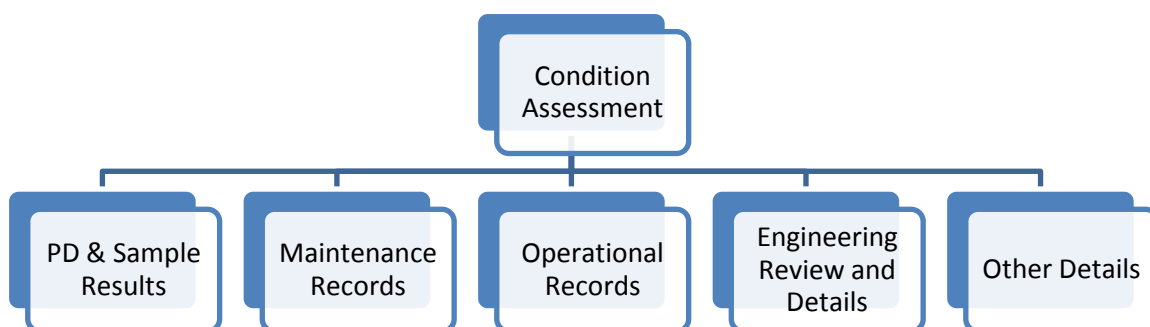 Condition
Assessment
PD & Sample
Results
Maintenance
Records
Operational
Records
Engineering
Review and
Details
Other Details